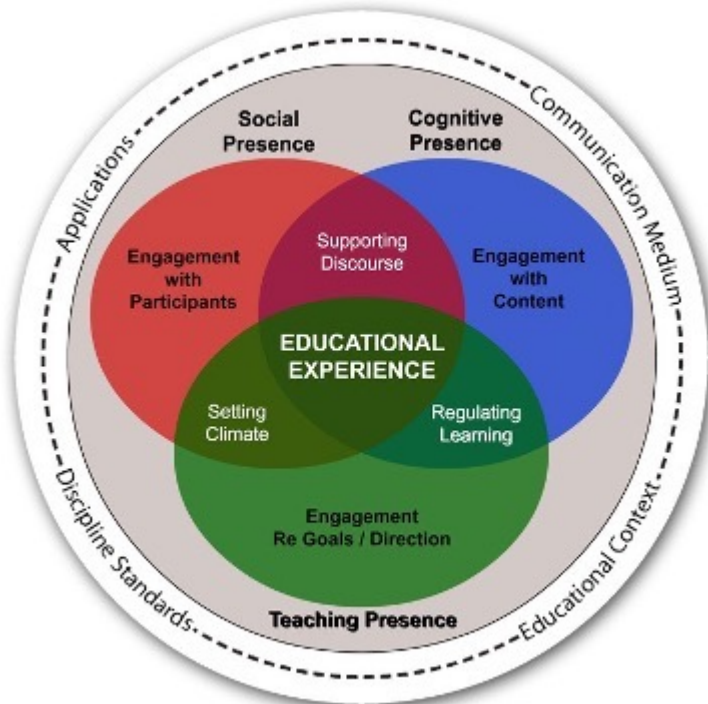 Applications
Communication Medium
Social
Presence
Cognitive
Presence
Engagement
with
Participants
Supporting
Discourse
Engagement
with
Content
EDUCATIONAL
EXPERIENCE
Setting
Climate
Regulating
Learning
Engagement
Re Goals / Direction
Teaching Presence
Discipline Standards
Educational Context